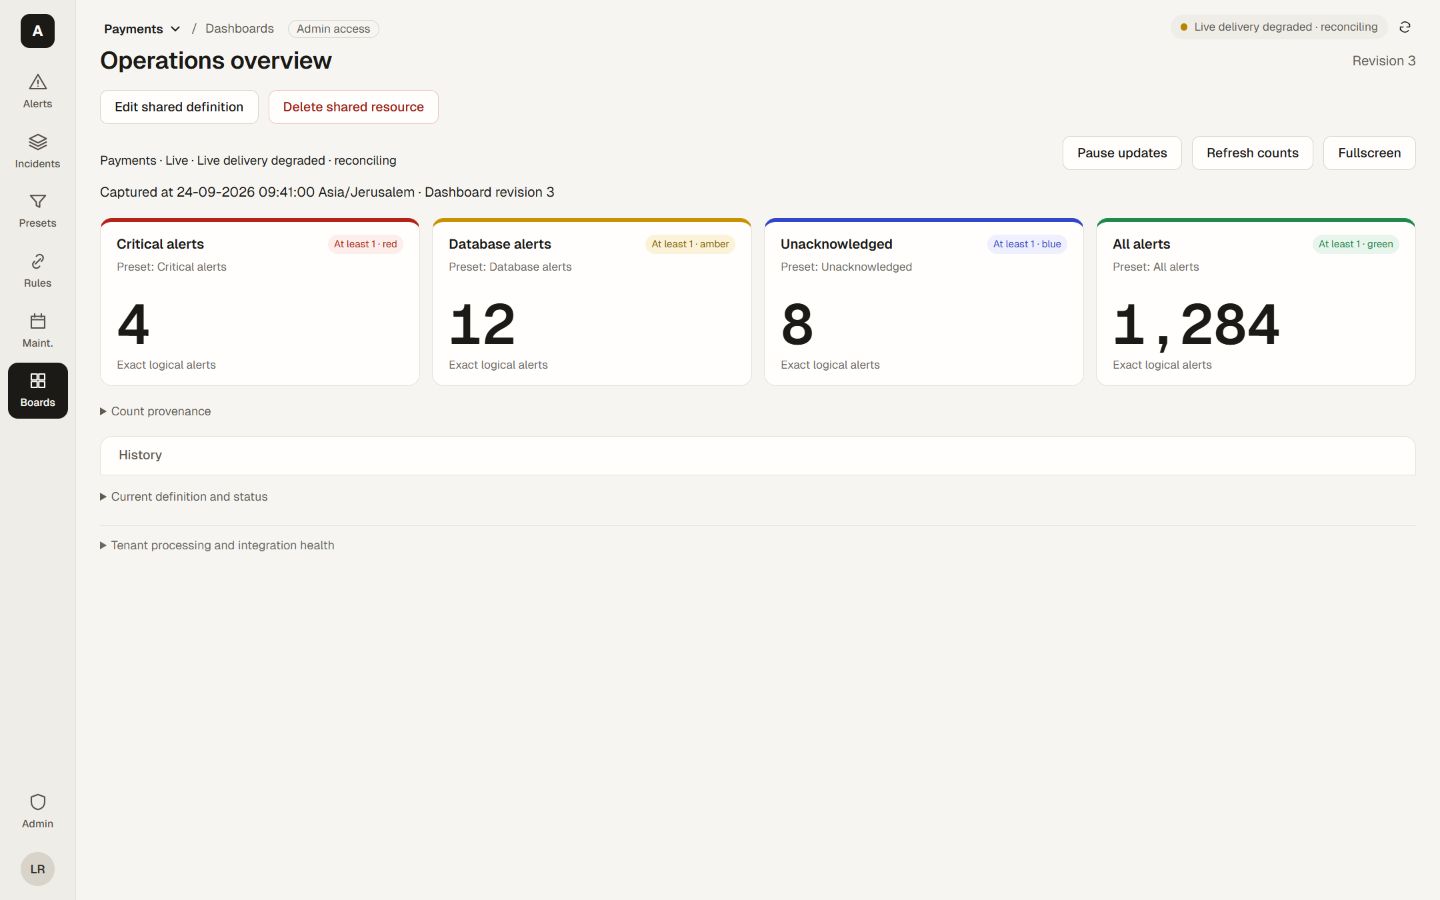 A
Payments / Dashboards Admin access
Live delivery degraded · reconciling
Operations overview
Revision 3
Edit shared definition
Delete shared resource
Payments · Live · Live delivery degraded · reconciling
Pause updates
Refresh counts
Fullscreen
Captured at 24-09-2026 09:41:00 Asia/Jerusalem · Dashboard revision 3
Critical alerts
At least 1 · red
Preset: Critical alerts
4
Exact logical alerts
Database alerts
At least 1 · amber
Preset: Database alerts
12
Exact logical alerts
Unacknowledged
At least 1 · blue
Preset: Unacknowledged
8
Exact logical alerts
All alerts
At least 1 · green
Preset: All alerts
1,284
Exact logical alerts
Count provenance
History
Current definition and status
Tenant processing and integration health
Alerts
Incidents
Presets
Rules
Maint.
Boards
Admin
LR